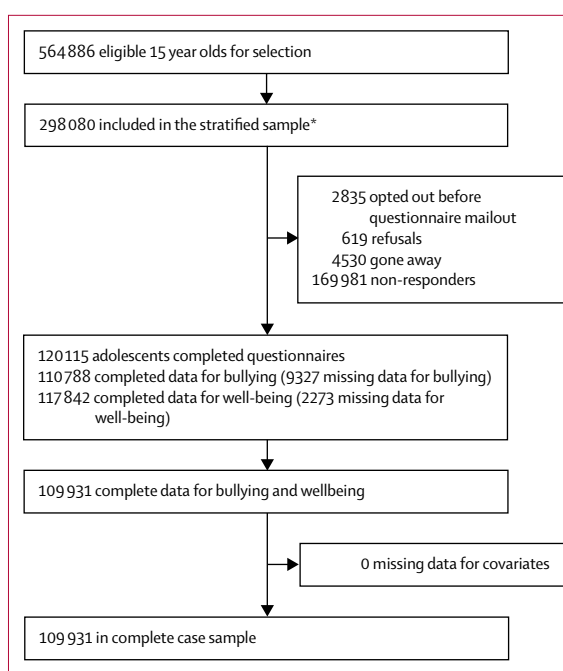 564 886 eligible 15 year olds for selection
298 080 included in the stratified sample*
2835 opted out before
questionnaire mailout
619 refusals
4530 gone away
169 981 non-responders
120 115 adolescents completed questionnaires
110 788 completed data for bullying (9327 missing data for bullying)
117 842 completed data for well-being (2273 missing data for
well-being)
109 931 complete data for bullying and wellbeing
0 missing data for covariates
109 931 in complete case sample